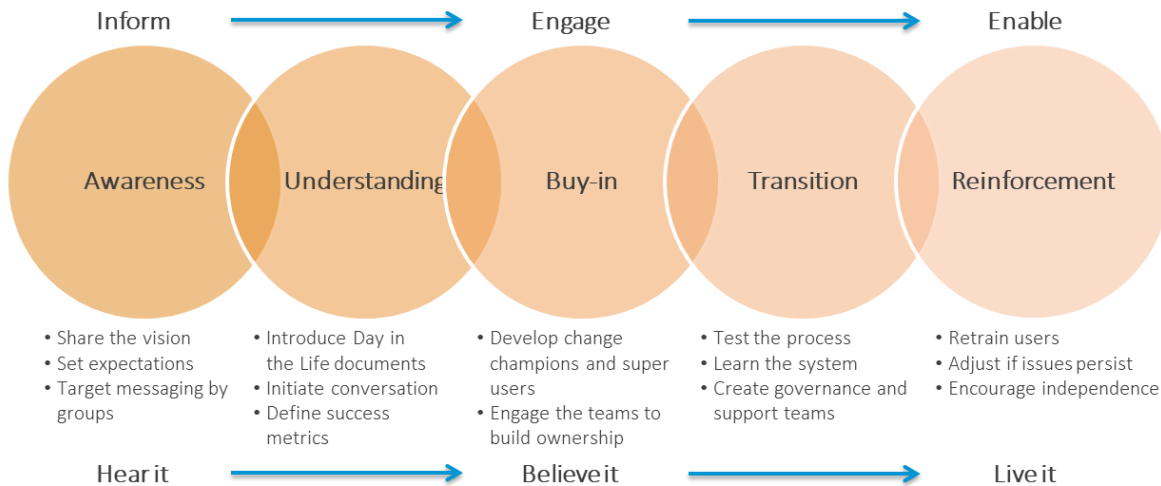 Inform Engage Enable
Awareness Understanding Buy-in Transition Reinforcement
• Share the vision
• Set expectations
• Target messaging by
groups
• Introduce Day in
the Life documents
• Initiate conversation
• Define success
metrics
• Develop change
champions and super
users
• Engage the teams to
build ownership
• Test the process
• Learn the system
• Create governance and
support teams
• Retrain users
• Adjust if issues persist
• Encourage independence
Hear it Believe it Live it